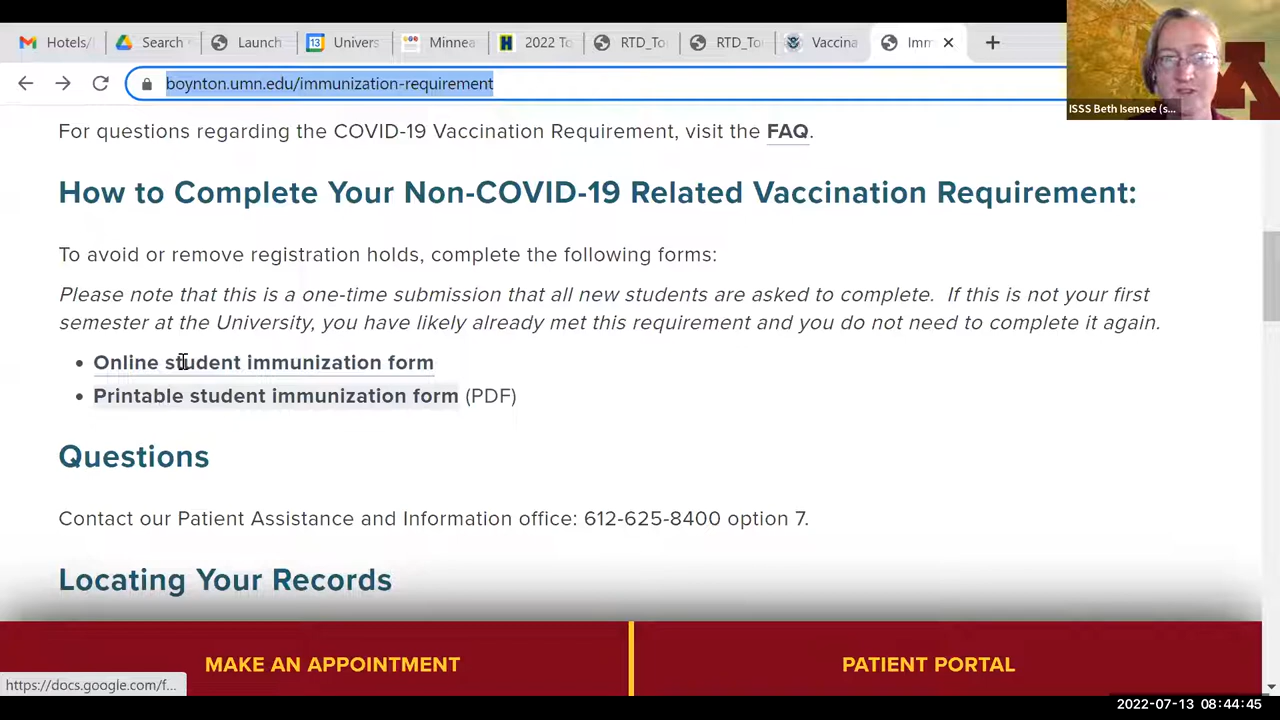 Hotels/
Search
Launch
13
Univers
Minnea
H
2022 To
RTD_To
RTD_To
Vaccina
Imm
boynton.umn.edu/immunization-requirement
ISSS Beth Isensee (s...
For questions regarding the COVID-19 Vaccination Requirement, visit the FAQ.
How to Complete Your Non-COVID-19 Related Vaccination Requirement:
To avoid or remove registration holds, complete the following forms:
Please note that this is a one-time submission that all new students are asked to complete. If this is not your first
semester at the University, you have likely already met this requirement and you do not need to complete it again.
• Online student immunization form
• Printable student immunization form (PDF)
Questions
Contact our Patient Assistance and Information office: 612-625-8400 option 7.
Locating Your Records
MAKE AN APPOINTMENT
PATIENT PORTAL
https://docs.google.com/f...
2022-07-13 08:44:45